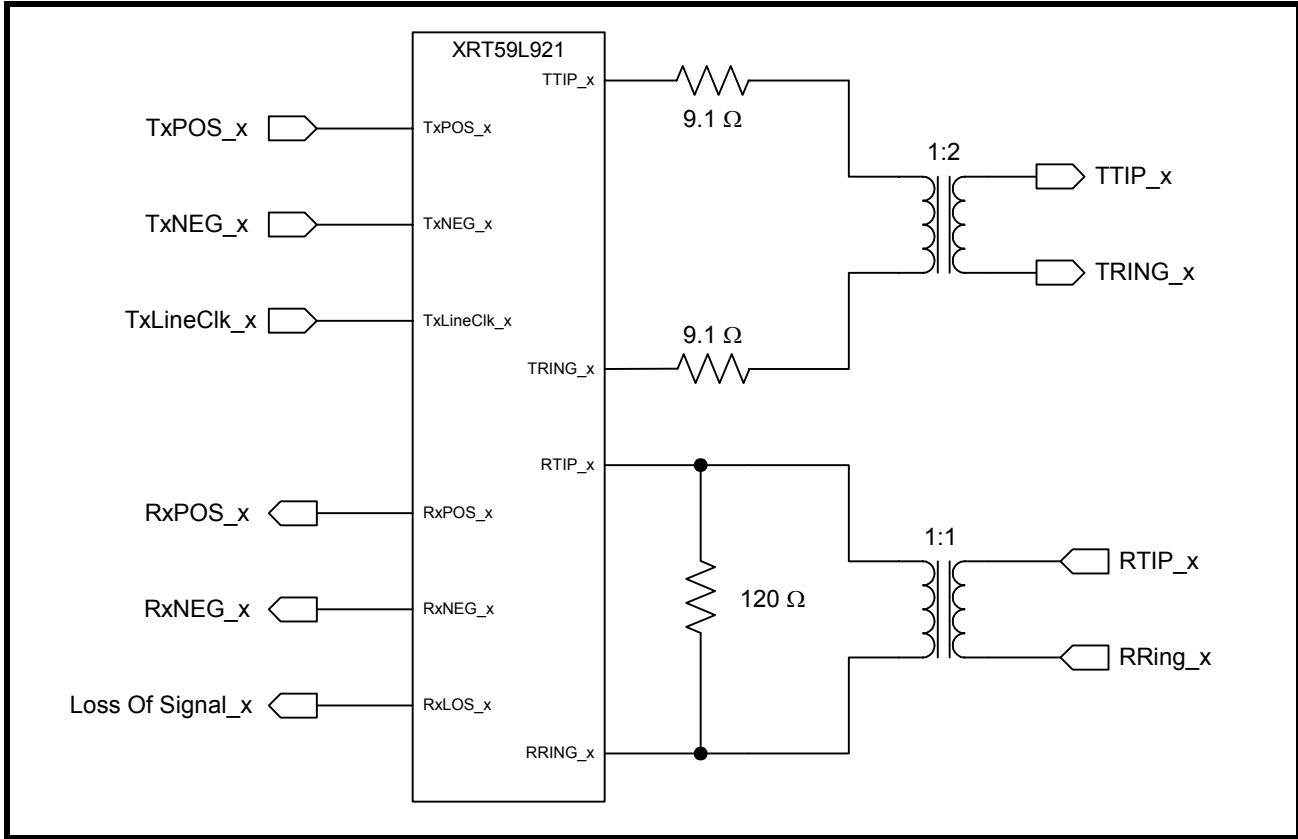 XRT59L921
TTIP_x
9.1 Ω
TxPOS_x
TxPOS_x
1:2
TTIP_x
TxNEG_x
TxNEG_x
TRING_x
TxLineClk_x
TxLineClk_x
9.1 Ω
TRING_x
RTIP_x
RxPOS_x
RxPOS_x
1:1
RTIP_x
RxNEG_x
RxNEG_x
120 Ω
RRing_x
Loss Of Signal_x
RxLOS_x
RRING_x